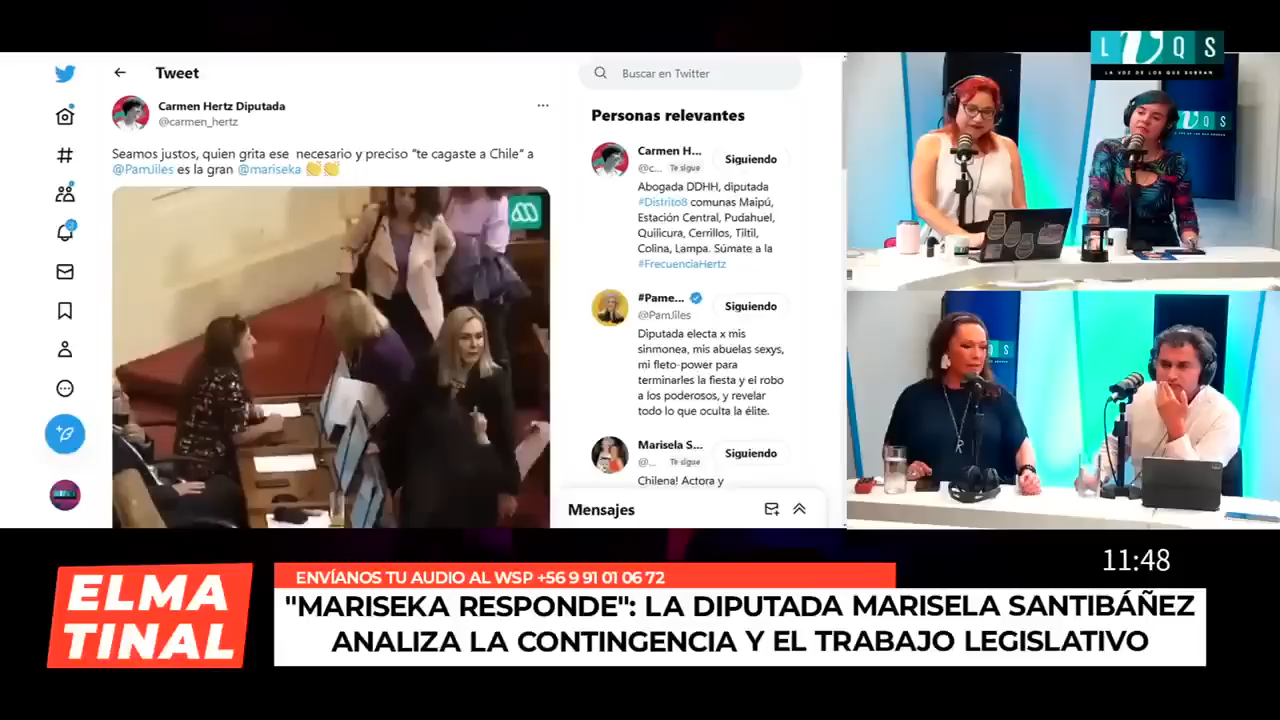 L V Q S
LA VOZ DE LOS QUE SOBRAN
Tweet
Carmen Hertz Diputada
@carmen_hertz
Seamos justos, quien grita ese necesario y preciso “te cagaste a Chile” a
@PamJiles es la gran @mariseka 👏👏
Buscar en Twitter
Personas relevantes
Carmen H...
@c... Te sigue
Siguiendo
Abogada DDHH, diputada
#Distrito8 comunas Maipú,
Estación Central, Pudahuel,
Quilicura, Cerrillos, Tiltil,
Colina, Lampa. Súmate a la
#FrecuenciaHertz
#Pame...
@PamJiles
Siguiendo
Diputada electa x mis
sinmonea, mis abuelas sexys,
mi fleto-power para
terminarles la fiesta y el robo
a los poderosos, y revelar
todo lo que oculta la élite.
Marisela S...
@... Te sigue
Siguiendo
Chilena! Actora y
Mensajes
11:48
EL MATINAL
ENVÍANOS TU AUDIO AL WSP +56 9 91 01 06 72
"MARISEKA RESPONDE": LA DIPUTADA MARISELA SANTIBÁÑEZ
ANALIZA LA CONTINGENCIA Y EL TRABAJO LEGISLATIVO